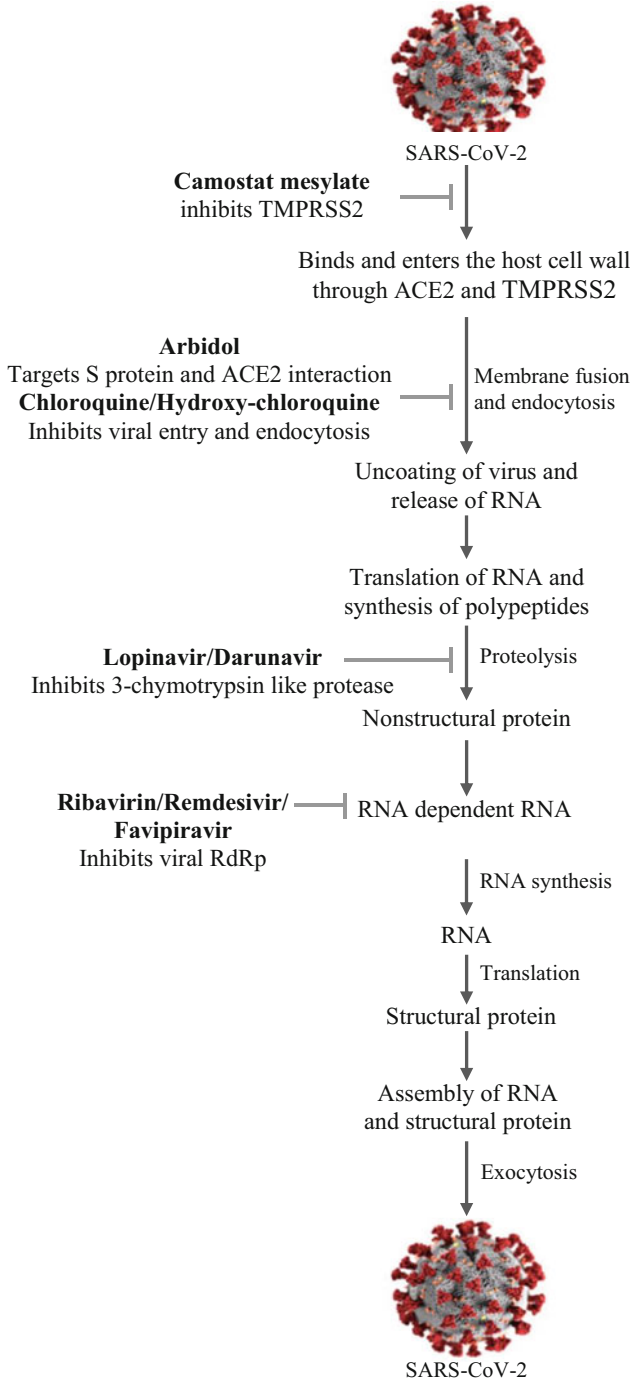 SARS-CoV-2
Camostat mesylate
inhibits TMPRSS2
Binds and enters the host cell wall
through ACE2 and TMPRSS2
Arbidol
Targets S protein and ACE2 interaction
Chloroquine/Hydroxy-chloroquine
Inhibits viral entry and endocytosis
Membrane fusion
and endocytosis
Uncoating of virus and
release of RNA
Translation of RNA and
synthesis of polypeptides
Lopinavir/Darunavir
Inhibits 3-chymotrypsin like protease
Proteolysis
Nonstructural protein
Ribavirin/Remdesivir/
Favipiravir
Inhibits viral RdRp
RNA dependent RNA
RNA synthesis
RNA
Translation
Structural protein
Assembly of RNA
and structural protein
Exocytosis
SARS-CoV-2